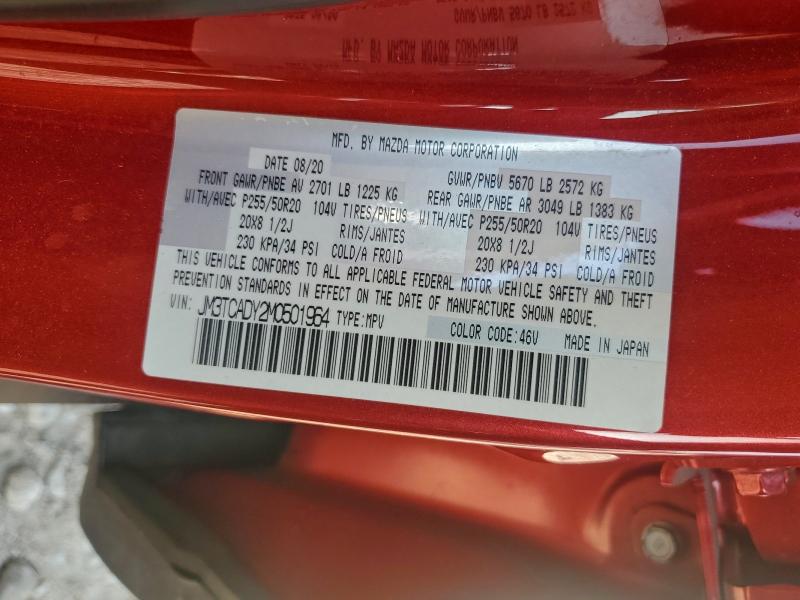 MFD. BY MAZDA MOTOR CORPORATION
DATE 08/20
GVWR/PNBV 5670 LB 2572 KG
FRONT GAWR/PNBE AV 2701 LB 1225 KG
REAR GAWR/PNBE AR 3049 LB 1383 KG
WITH/AVEC P255/50R20 104V TIRES/PNEUS
WITH/AVEC P255/50R20 104V TIRES/PNEUS
20X8 1/2J RIMS/JANTES
20X8 1/2J RIMS/JANTES
230 KPA/34 PSI COLD/A FROID
230 KPA/34 PSI COLD/A FROID
THIS VEHICLE CONFORMS TO ALL APPLICABLE FEDERAL MOTOR VEHICLE SAFETY AND THEFT
PREVENTION STANDARDS IN EFFECT ON THE DATE OF MANUFACTURE SHOWN ABOVE.
VIN: JM3TCADY2M0501964 TYPE:MPV
COLOR CODE:46V MADE IN JAPAN